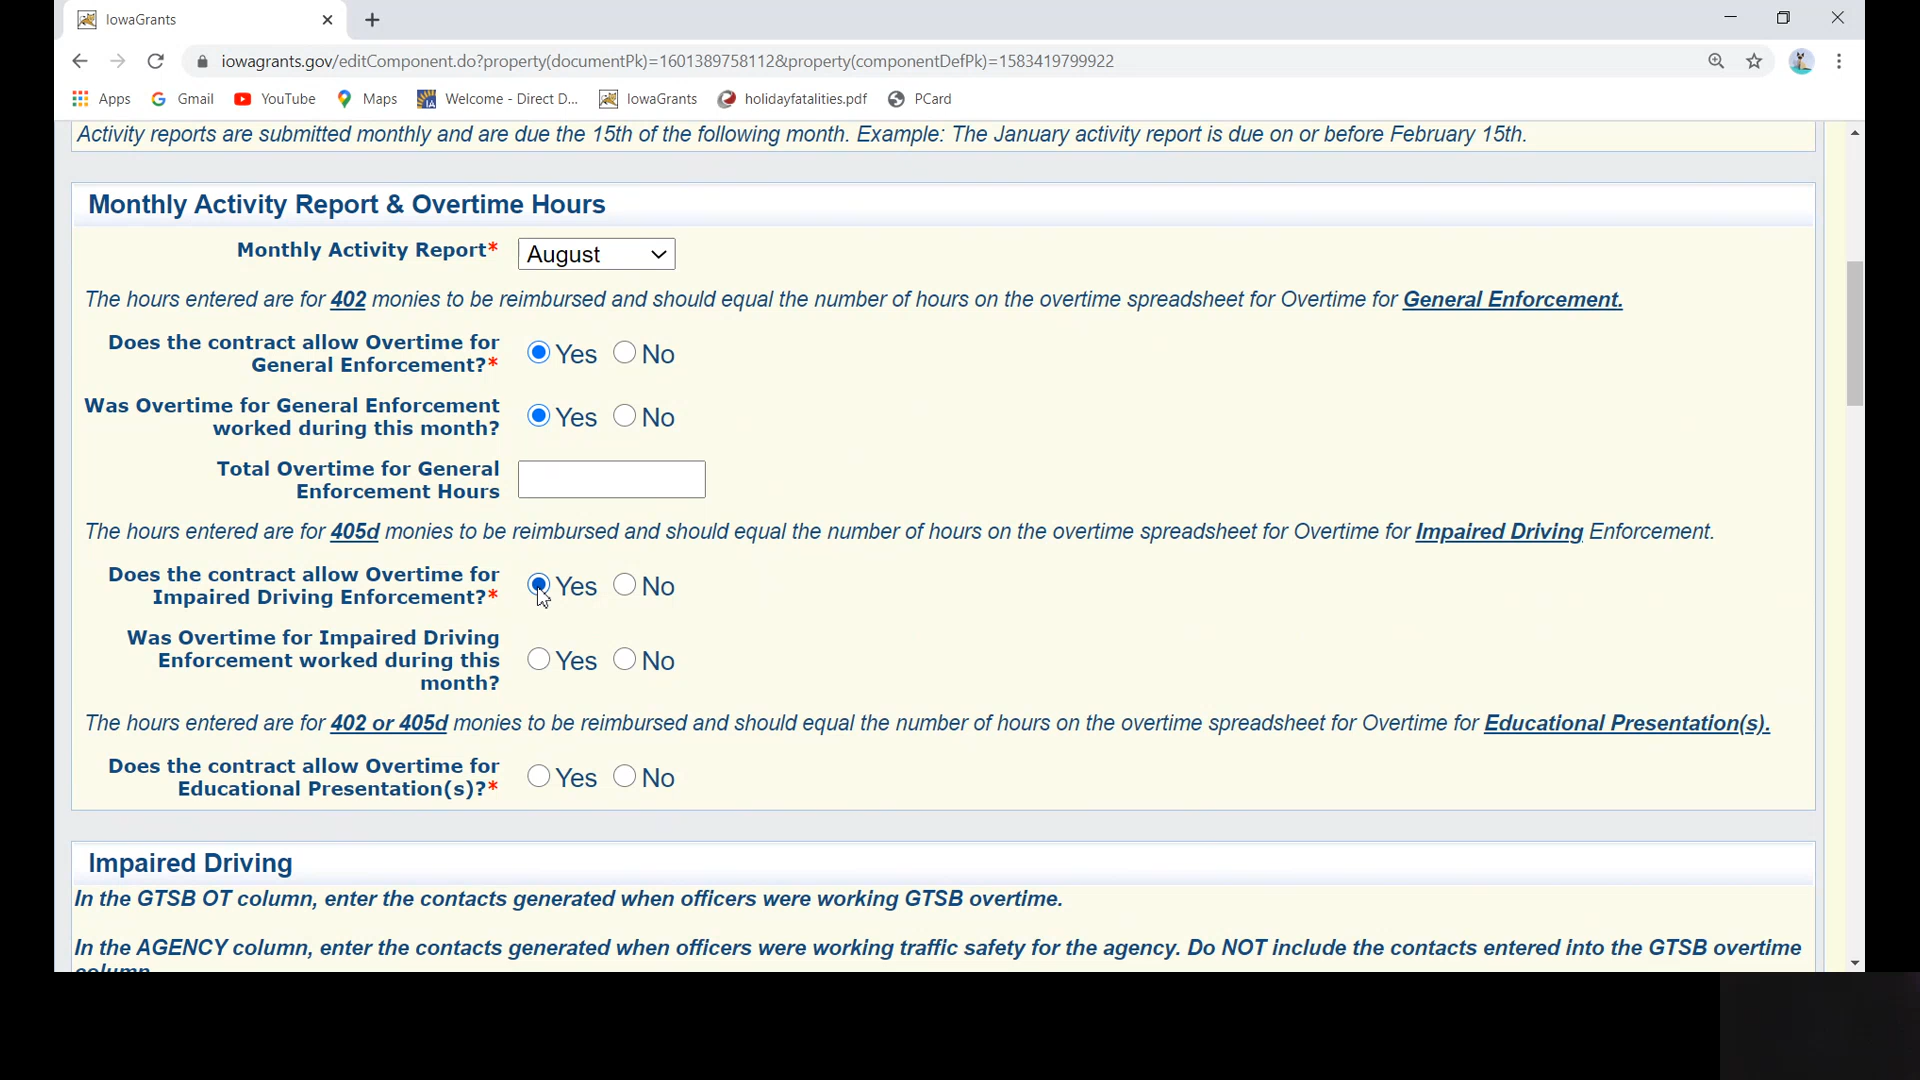 IowaGrants
iowagrants.gov/editComponent.do?property(documentPk)=1601389758112&property(componentDefPk)=1583419799922
Apps Gmail YouTube Maps Welcome - Direct D... IowaGrants holidayfatalities.pdf PCard
Activity reports are submitted monthly and are due the 15th of the following month. Example: The January activity report is due on or before February 15th.
Monthly Activity Report & Overtime Hours
Monthly Activity Report* August
The hours entered are for 402 monies to be reimbursed and should equal the number of hours on the overtime spreadsheet for Overtime for General Enforcement.
Does the contract allow Overtime for
General Enforcement?* Yes No
Was Overtime for General Enforcement
worked during this month? Yes No
Total Overtime for General
Enforcement Hours
The hours entered are for 405d monies to be reimbursed and should equal the number of hours on the overtime spreadsheet for Overtime for Impaired Driving Enforcement.
Does the contract allow Overtime for
Impaired Driving Enforcement?* Yes No
Was Overtime for Impaired Driving
Enforcement worked during this Yes No
month?
The hours entered are for 402 or 405d monies to be reimbursed and should equal the number of hours on the overtime spreadsheet for Overtime for Educational Presentation(s).
Does the contract allow Overtime for
Educational Presentation(s)?* Yes No
Impaired Driving
In the GTSB OT column, enter the contacts generated when officers were working GTSB overtime.
In the AGENCY column, enter the contacts generated when officers were working traffic safety for the agency. Do NOT include the contacts entered into the GTSB overtime
column